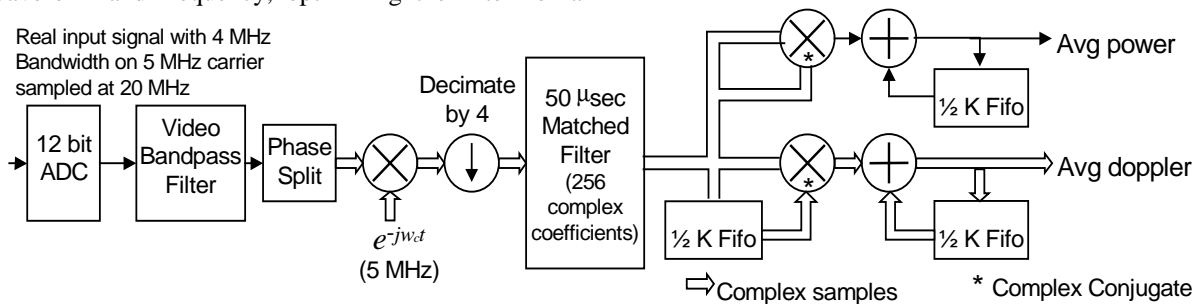 Real input signal with 4 MHz
Bandwidth on 5 MHz carrier
sampled at 20 MHz
12 bit
ADC
Video
Bandpass
Filter
Phase
Split
e^-jw_ct
(5 MHz)
Decimate
by 4
50 μsec
Matched
Filter
(256
complex
coefficients)
½ K Fifo
*
*
½ K Fifo
Avg power
½ K Fifo
Avg doppler
Complex samples
* Complex Conjugate